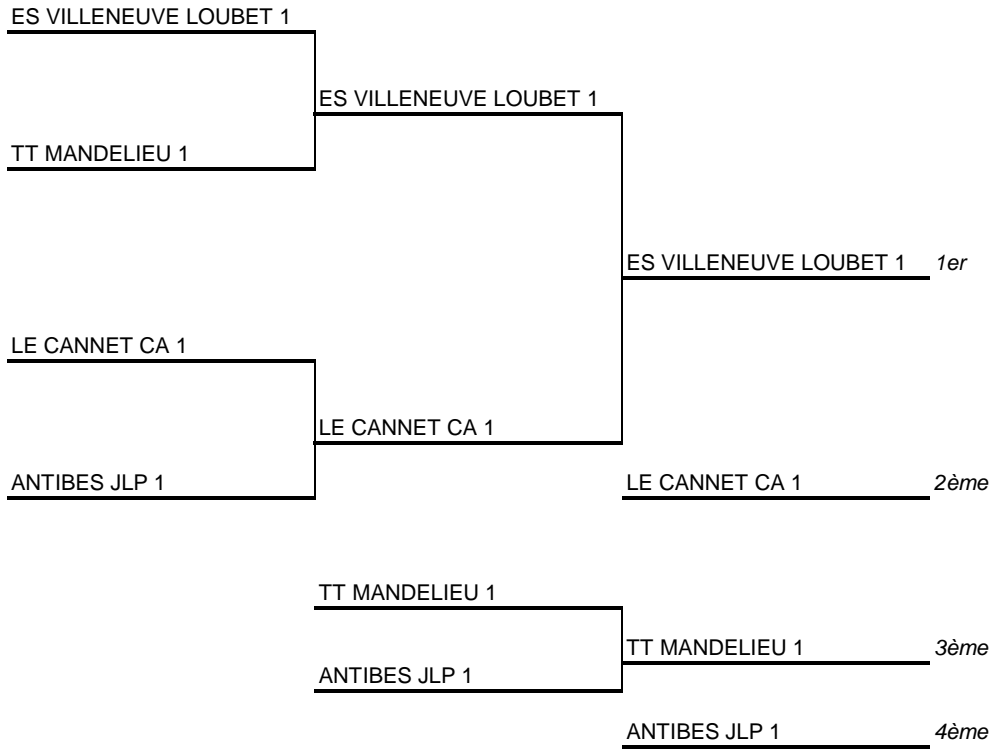 ES VILLENEUVE LOUBET 1
ES VILLENEUVE LOUBET 1
TT MANDELIEU 1
ES VILLENEUVE LOUBET 1 1er
LE CANNET CA 1
LE CANNET CA 1
ANTIBES JLP 1
LE CANNET CA 1 2ème
TT MANDELIEU 1
TT MANDELIEU 1 3ème
ANTIBES JLP 1
ANTIBES JLP 1 4ème